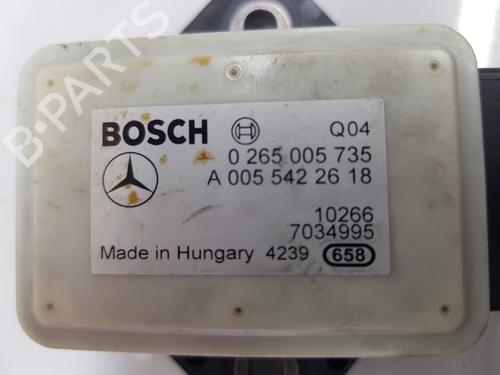 B-PARTS
BOSCH Q04
0 265 005 735
A 005 542 26 18
10266
7034995
Made in Hungary 4239 658